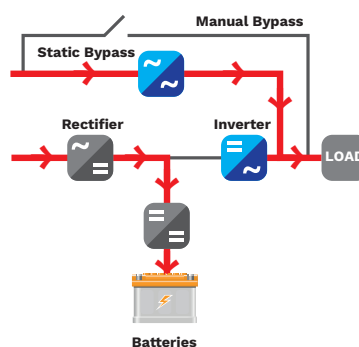 Manual Bypass
Static Bypass
Rectifier
Inverter
LOAD
Batteries